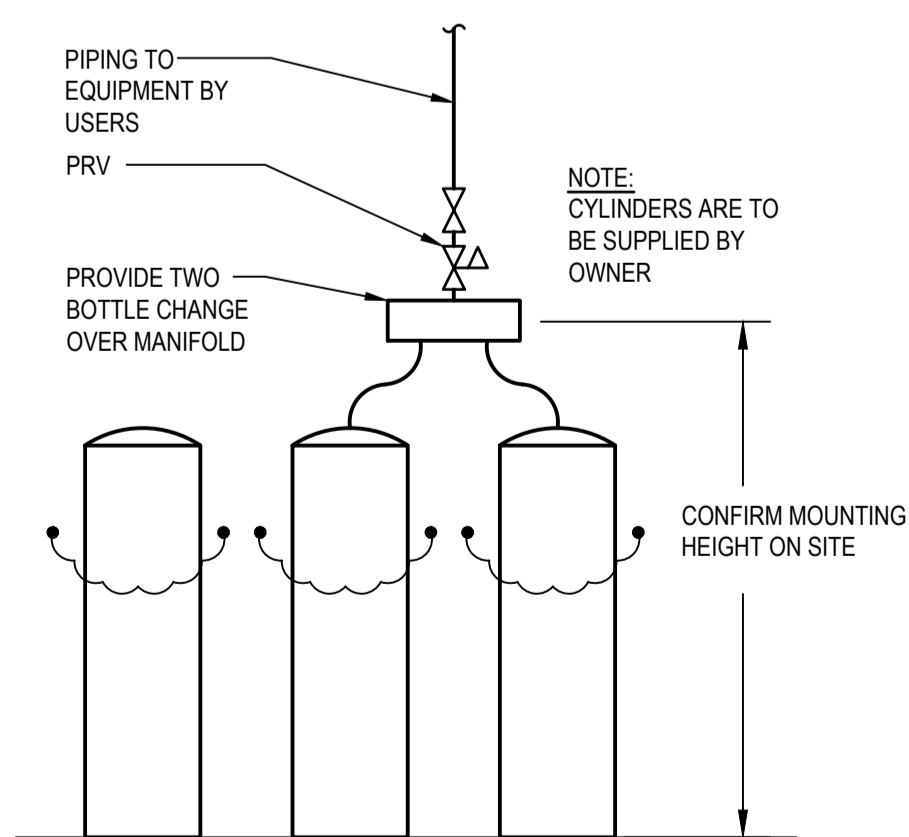 PIPING TO
EQUIPMENT BY
USERS
PRV
NOTE:
CYLINDERS ARE TO
BE SUPPLIED BY
OWNER
PROVIDE TWO
BOTTLE CHANGE
OVER MANIFOLD
CONFIRM MOUNTING
HEIGHT ON SITE